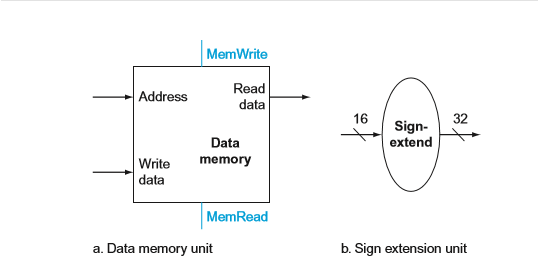 MemWrite
Address
Read
data
Data
memory
Write
data
MemRead
a. Data memory unit
16
Sign-
extend
32
b. Sign extension unit